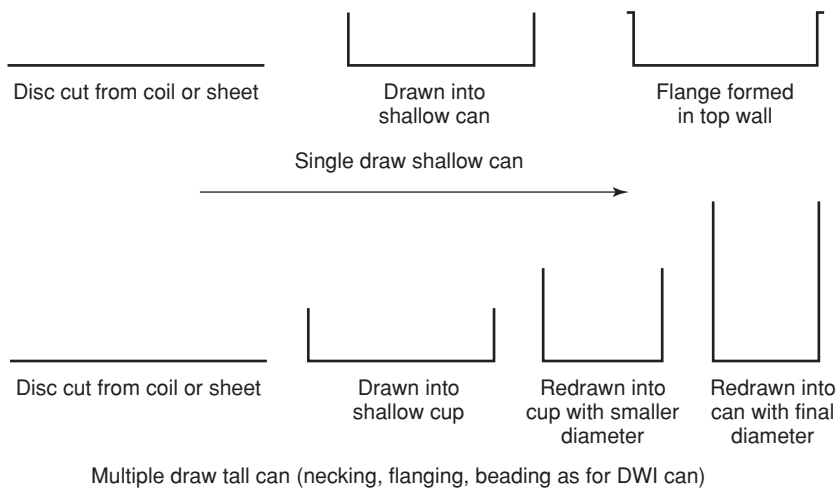 Disc cut from coil or sheet
Drawn into
shallow can
Flange formed
in top wall
Single draw shallow can
Disc cut from coil or sheet
Drawn into
shallow cup
Redrawn into
cup with smaller
diameter
Redrawn into
can with final
diameter
Multiple draw tall can (necking, flanging, beading as for DWI can)